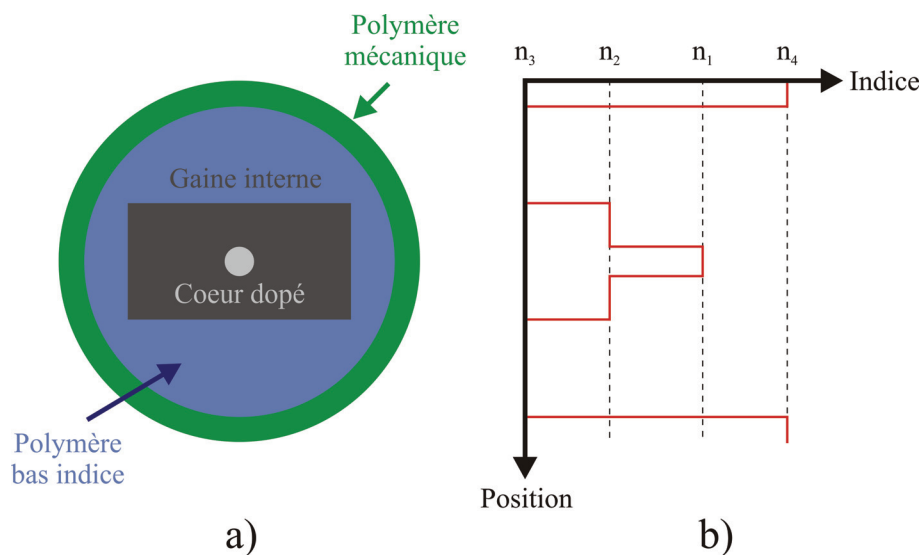 Polymère
mécanique
Gaine interne
Coeur dopé
Polymère
bas indice
a)
n₃
n₂
n₁
n₄
Indice
Position
b)